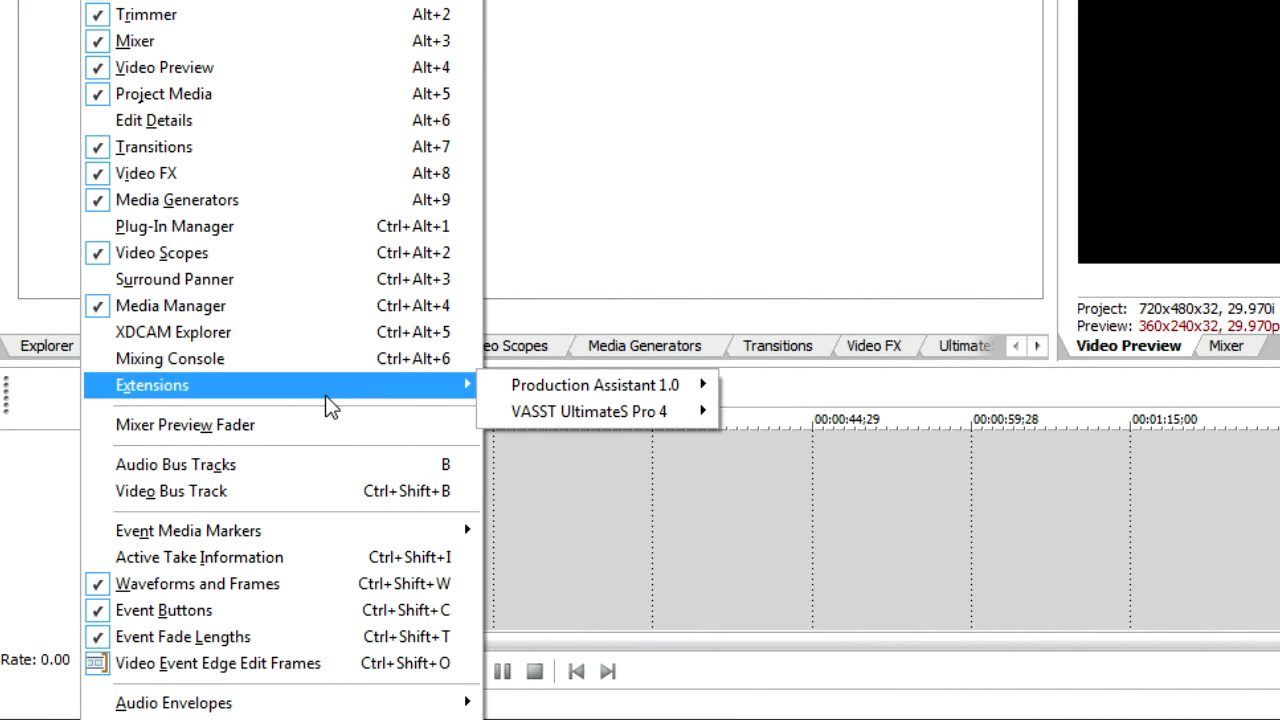 Trimmer Alt+2
Mixer Alt+3
Video Preview Alt+4
Project Media Alt+5
Edit Details Alt+6
Transitions Alt+7
Video FX Alt+8
Media Generators Alt+9
Plug-In Manager Ctrl+Alt+1
Video Scopes Ctrl+Alt+2
Surround Panner Ctrl+Alt+3
Media Manager Ctrl+Alt+4
XDCAM Explorer Ctrl+Alt+5
Mixing Console Ctrl+Alt+6
Extensions
Mixer Preview Fader
Audio Bus Tracks B
Video Bus Track Ctrl+Shift+B
Event Media Markers
Active Take Information Ctrl+Shift+I
Waveforms and Frames Ctrl+Shift+W
Event Buttons Ctrl+Shift+C
Event Fade Lengths Ctrl+Shift+T
Video Event Edge Edit Frames Ctrl+Shift+O
Audio Envelopes
Production Assistant 1.0
VASST UltimateS Pro 4
Explorer
eo Scopes Media Generators Transitions Video FX Ultimate
Project: 720x480x32, 29.970i
Preview: 360x240x32, 29.970p
Video Preview Mixer
00:00:44;29 00:00:59;28 00:01:15;00
Rate: 0.00